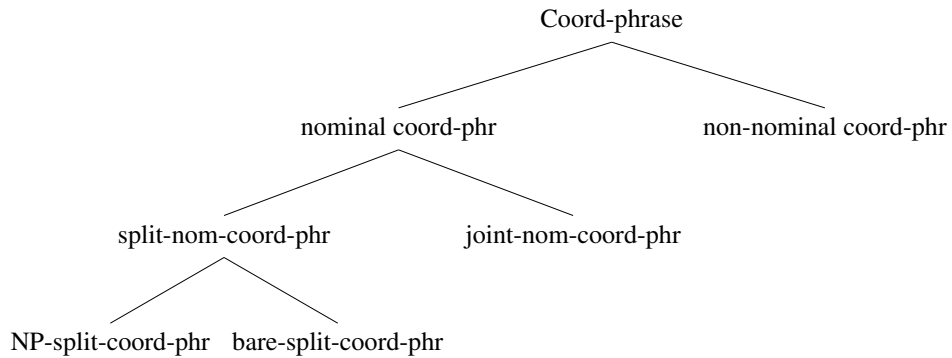 Coord-phrase
nominal coord-phr non-nominal coord-phr
split-nom-coord-phr joint-nom-coord-phr
NP-split-coord-phr bare-split-coord-phr